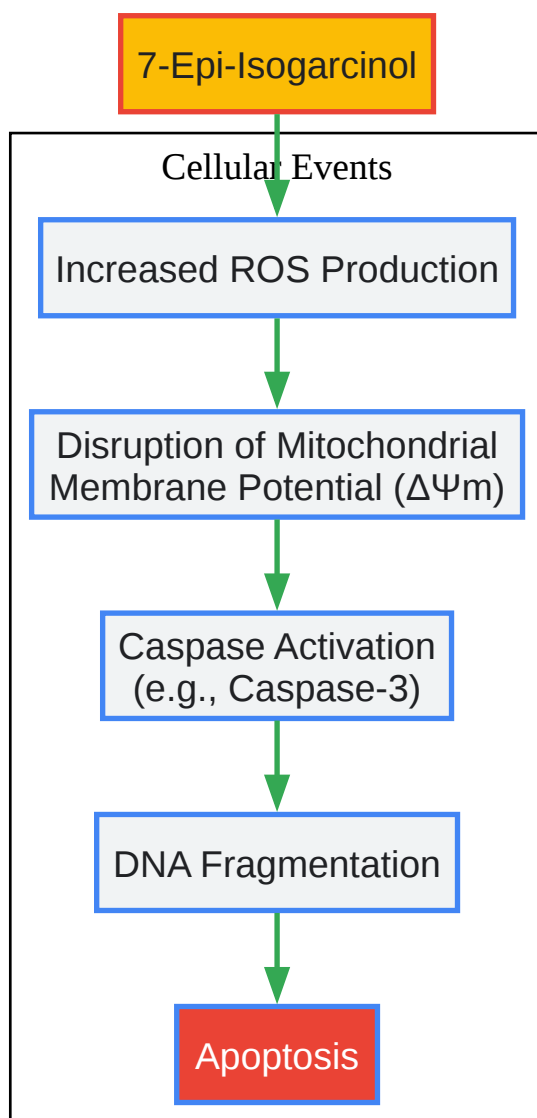 7-Epi-Isogarcinol
Cellular Events
Increased ROS Production
Disruption of Mitochondrial
Membrane Potential (ΔΨm)
Caspase Activation
(e.g., Caspase-3)
DNA Fragmentation
Apoptosis